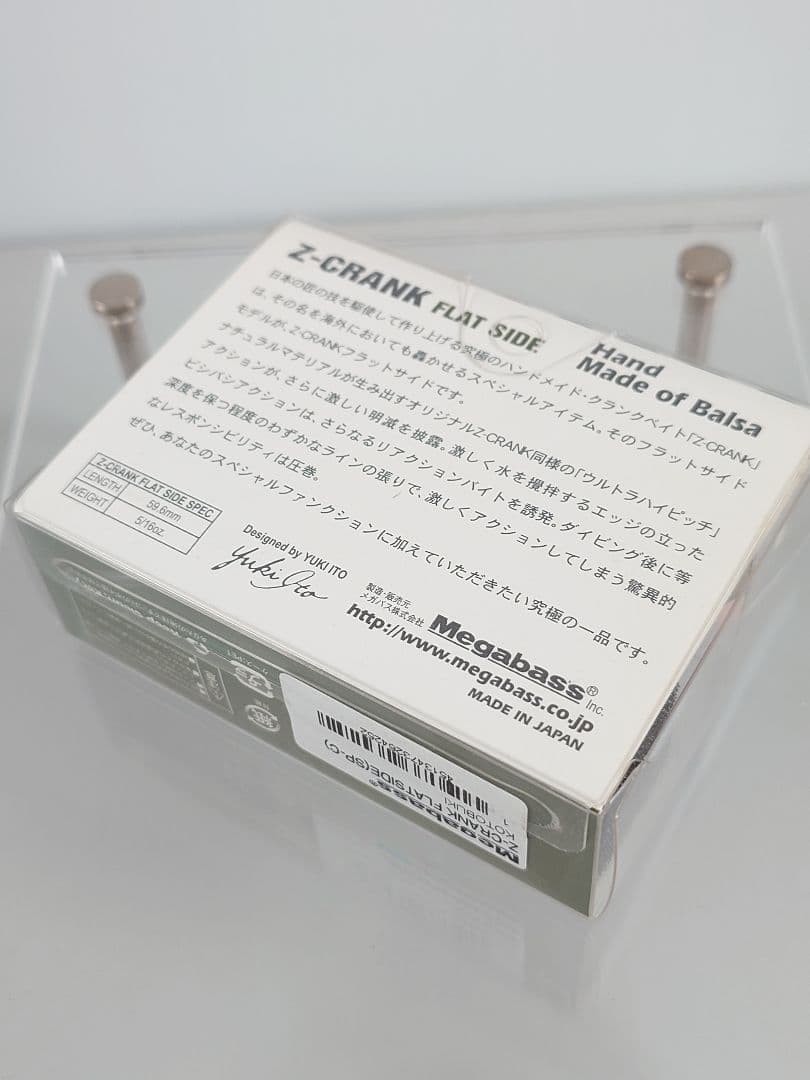 Z-CRANK FLAT SIDE
Hand
Made of Balsa
日本の匠の技を駆使して作り上げる究極のハンドメイド・クランクベイト「Z-CRANK」
は、その名を海外においても轟かせるスペシャルアイテム。そのフラットサイド
モデルが、Z-CRANKフラットサイドです。
ナチュラルマテリアルが生み出すオリジナルZ-CRANK同様の「ウルトラハイピッチ」
アクションが、さらに激しい明滅を披露。激しく水を攪拌するエッジの立った
ビシバシアクションは、さらなるリアクションバイトを誘発。ダイビング後に等
深度を保つ程度のわずかなラインの張りで、激しくアクションしてしまう驚異的
なレスポンシビリティは圧巻。
ぜひ、あなたのスペシャルファンクションに加えていただきたい究極の一品です。
Z-CRANK FLAT SIDE SPEC
LENGTH 59.6mm
WEIGHT 5/16oz.
Designed by YUKI ITO
Yuki Ito
製造・販売元
メガバス株式会社 Megabass® Inc.
http://www.megabass.co.jp
MADE IN JAPAN
Megabass®
Z-CRANK FLATSIDE(SP-C)
KOTOBUKI
1